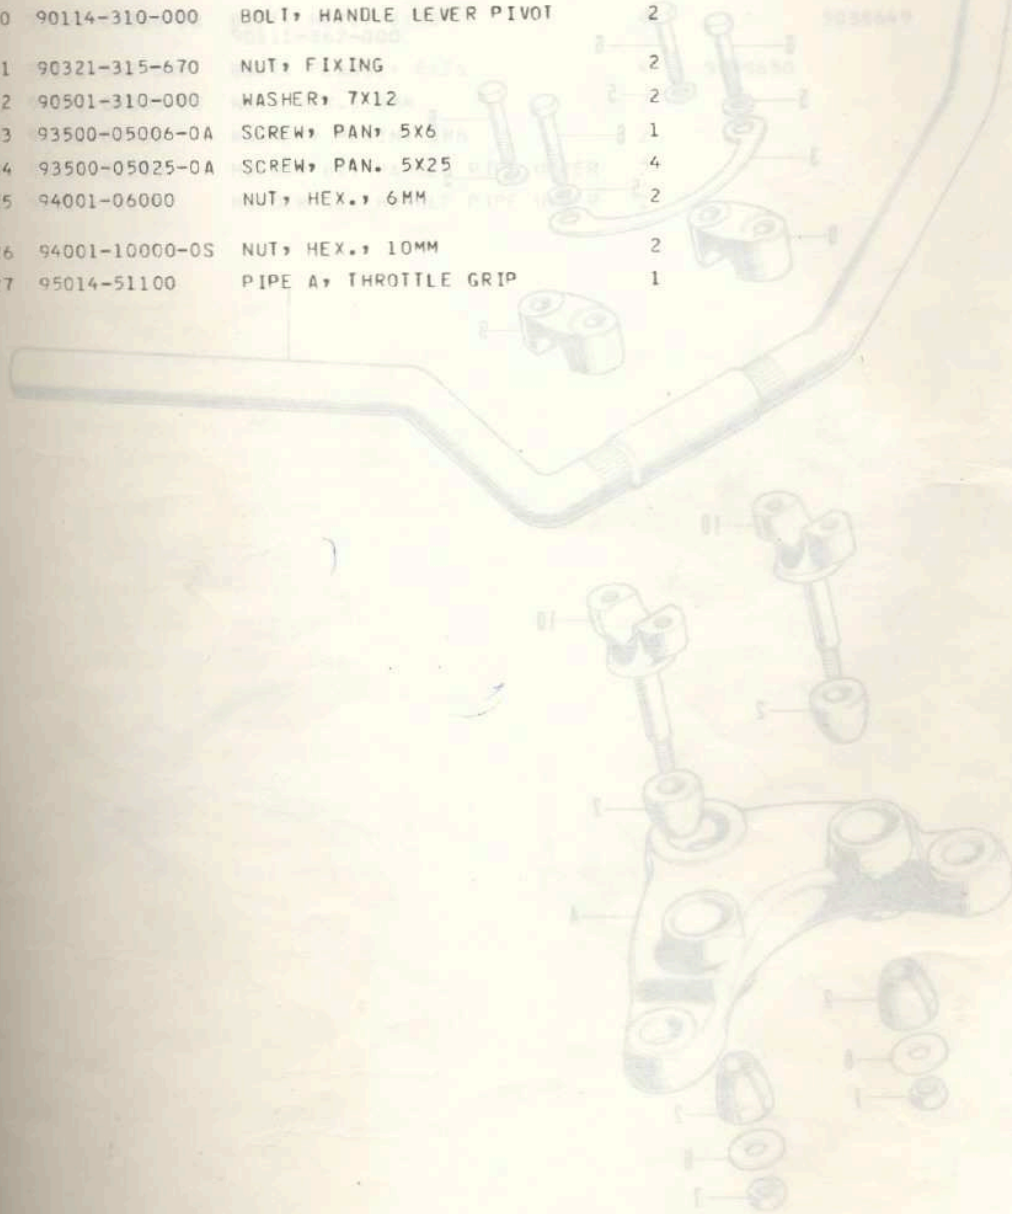 0 90114-310-000 BOLT, HANDLE LEVER PIVOT 2
1 90321-315-670 NUT, FIXING 2
2 90501-310-000 WASHER, 7X12 2
3 93500-05006-0A SCREW, PAN, 5X6 1
4 93500-05025-0A SCREW, PAN. 5X25 4
5 94001-06000 NUT, HEX., 6MM 2
6 94001-10000-0S NUT, HEX., 10MM 2
7 95014-51100 PIPE A, THROTTLE GRIP 1